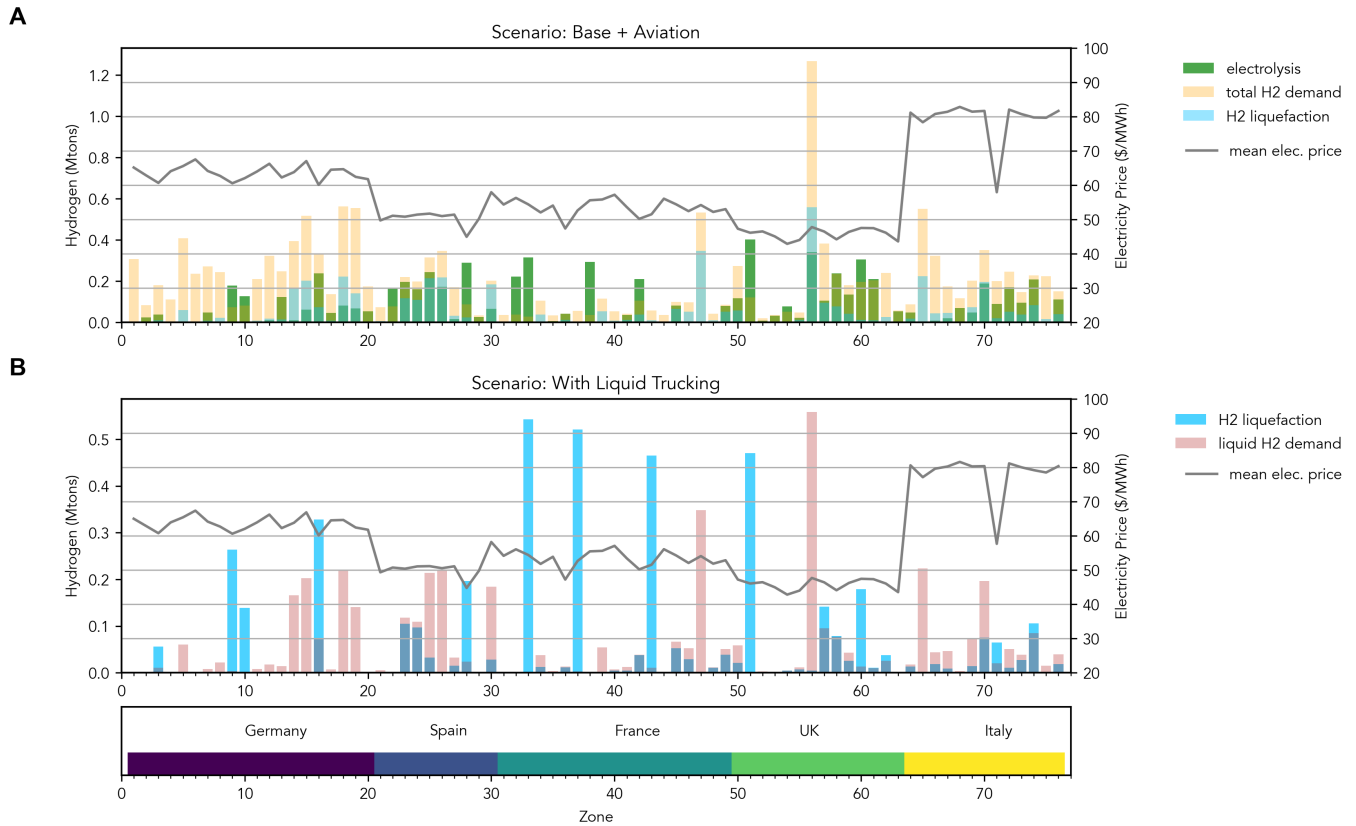 A
Scenario: Base + Aviation
Hydrogen (Mtons)
1.2
1.0
0.8
0.6
0.4
0.2
0.0
0 10 20 30 40 50 60 70
100
90
80
70
60
50
40
30
20
Electricity Price ($/MWh)
electrolysis
total H2 demand
H2 liquefaction
mean elec. price
B
Scenario: With Liquid Trucking
Hydrogen (Mtons)
0.5
0.4
0.3
0.2
0.1
0.0
0 10 20 30 40 50 60 70
100
90
80
70
60
50
40
30
20
Electricity Price ($/MWh)
H2 liquefaction
liquid H2 demand
mean elec. price
Germany Spain France UK Italy
0 10 20 30 40 50 60 70
Zone